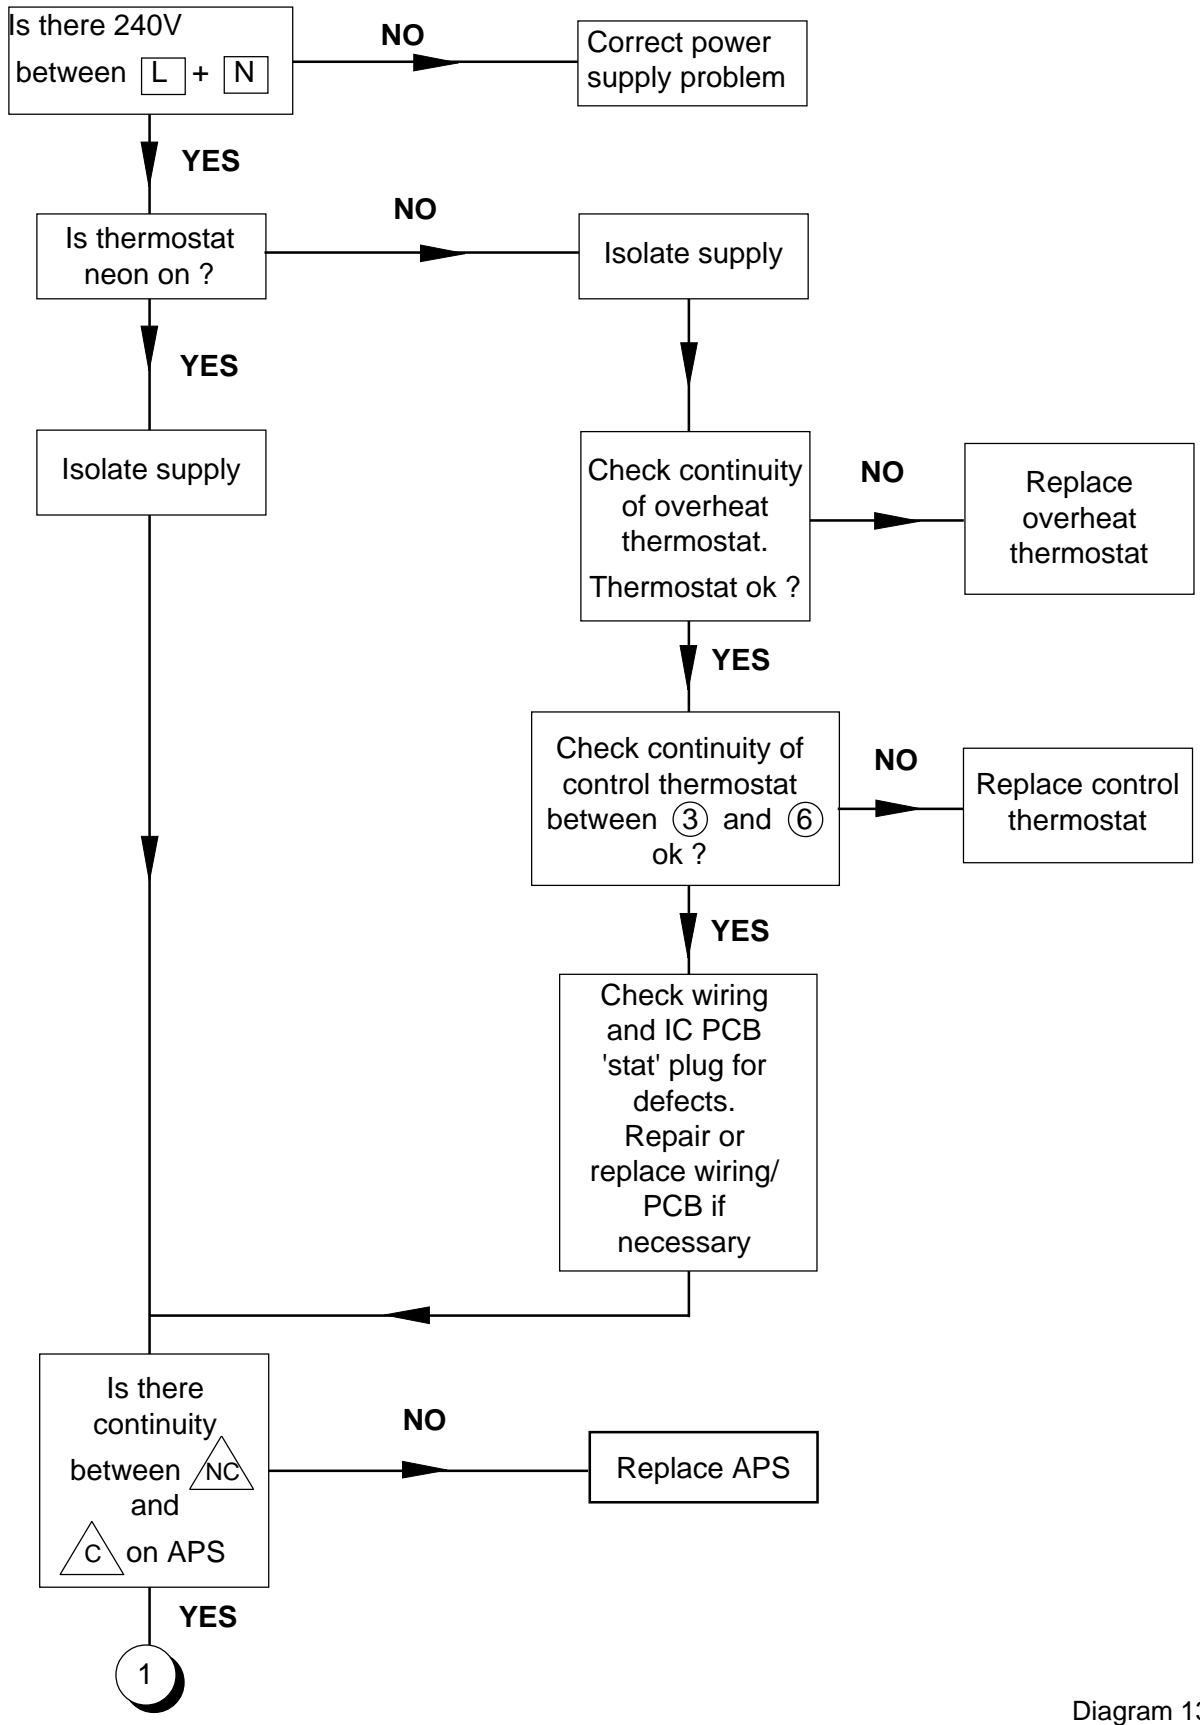 Is there 240V
between L + N
NO
Correct power
supply problem
YES
Is thermostat
neon on ?
NO
Isolate supply
YES
Isolate supply
Check continuity
of overheat
thermostat.
Thermostat ok ?
NO
Replace
overheat
thermostat
YES
Check continuity of
control thermostat
between 3 and 6
ok ?
NO
Replace control
thermostat
YES
Check wiring
and IC PCB
'stat' plug for
defects.
Repair or
replace wiring/
PCB if
necessary
Is there
continuity
between NC
and
C on APS
NO
Replace APS
YES
1
Diagram 13